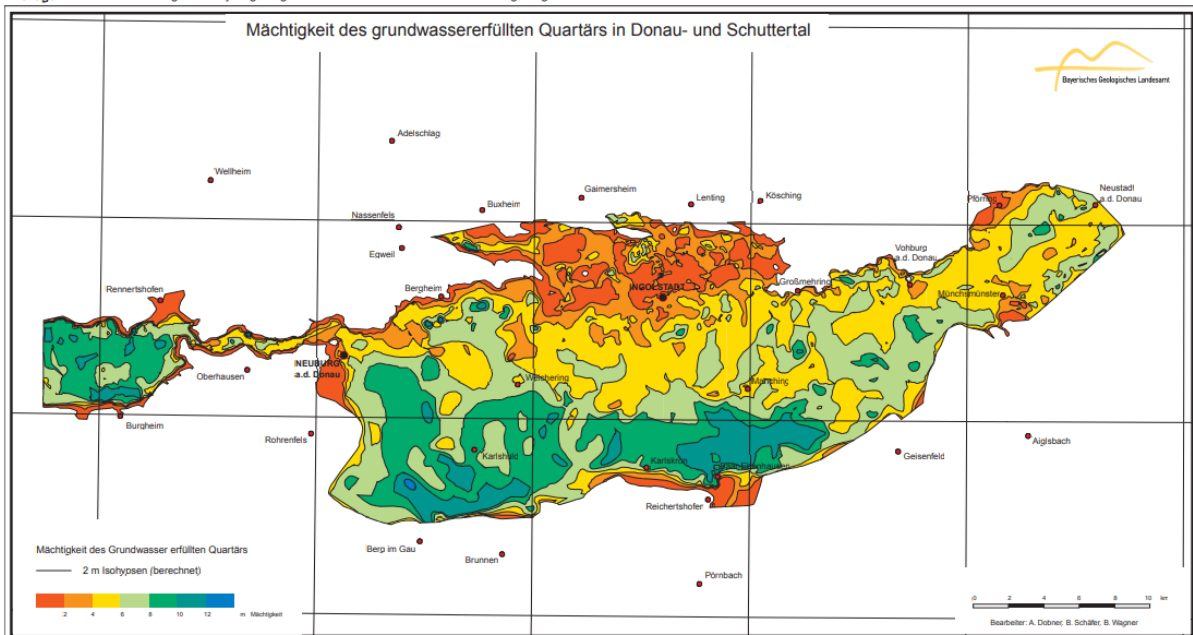 Mächtigkeit des grundwassererfüllten Quartärs in Donau- und Schuttertal
Bayerisches Geologisches Landesamt
Adelschlag
Wellheim
Gaimersheim
Lenting
Kösching
Neustadt
a.d. Donau
Pförring
Buxheim
Nassenfels
Egweil
Vohburg
a.d. Donau
Rennertshofen
Bergheim
INGOLSTADT
Großmehring
Münchsmünster
NEUBURG
a.d. Donau
Oberhausen
Weichering
Manching
Burgheim
Rohrenfels
Karlshuld
Karlskron
Geisenfeld
Aiglsbach
Reichertshofen
Berg im Gau
Brunnen
Pörnbach
Mächtigkeit des Grundwasser erfüllten Quartärs
2 m Isohypsen (berechnet)
2 4 6 8 10 12 m Mächtigkeit
0 2 4 6 8 10 km
Bearbeiter: A. Dobner, B. Schäfer, B. Wagner